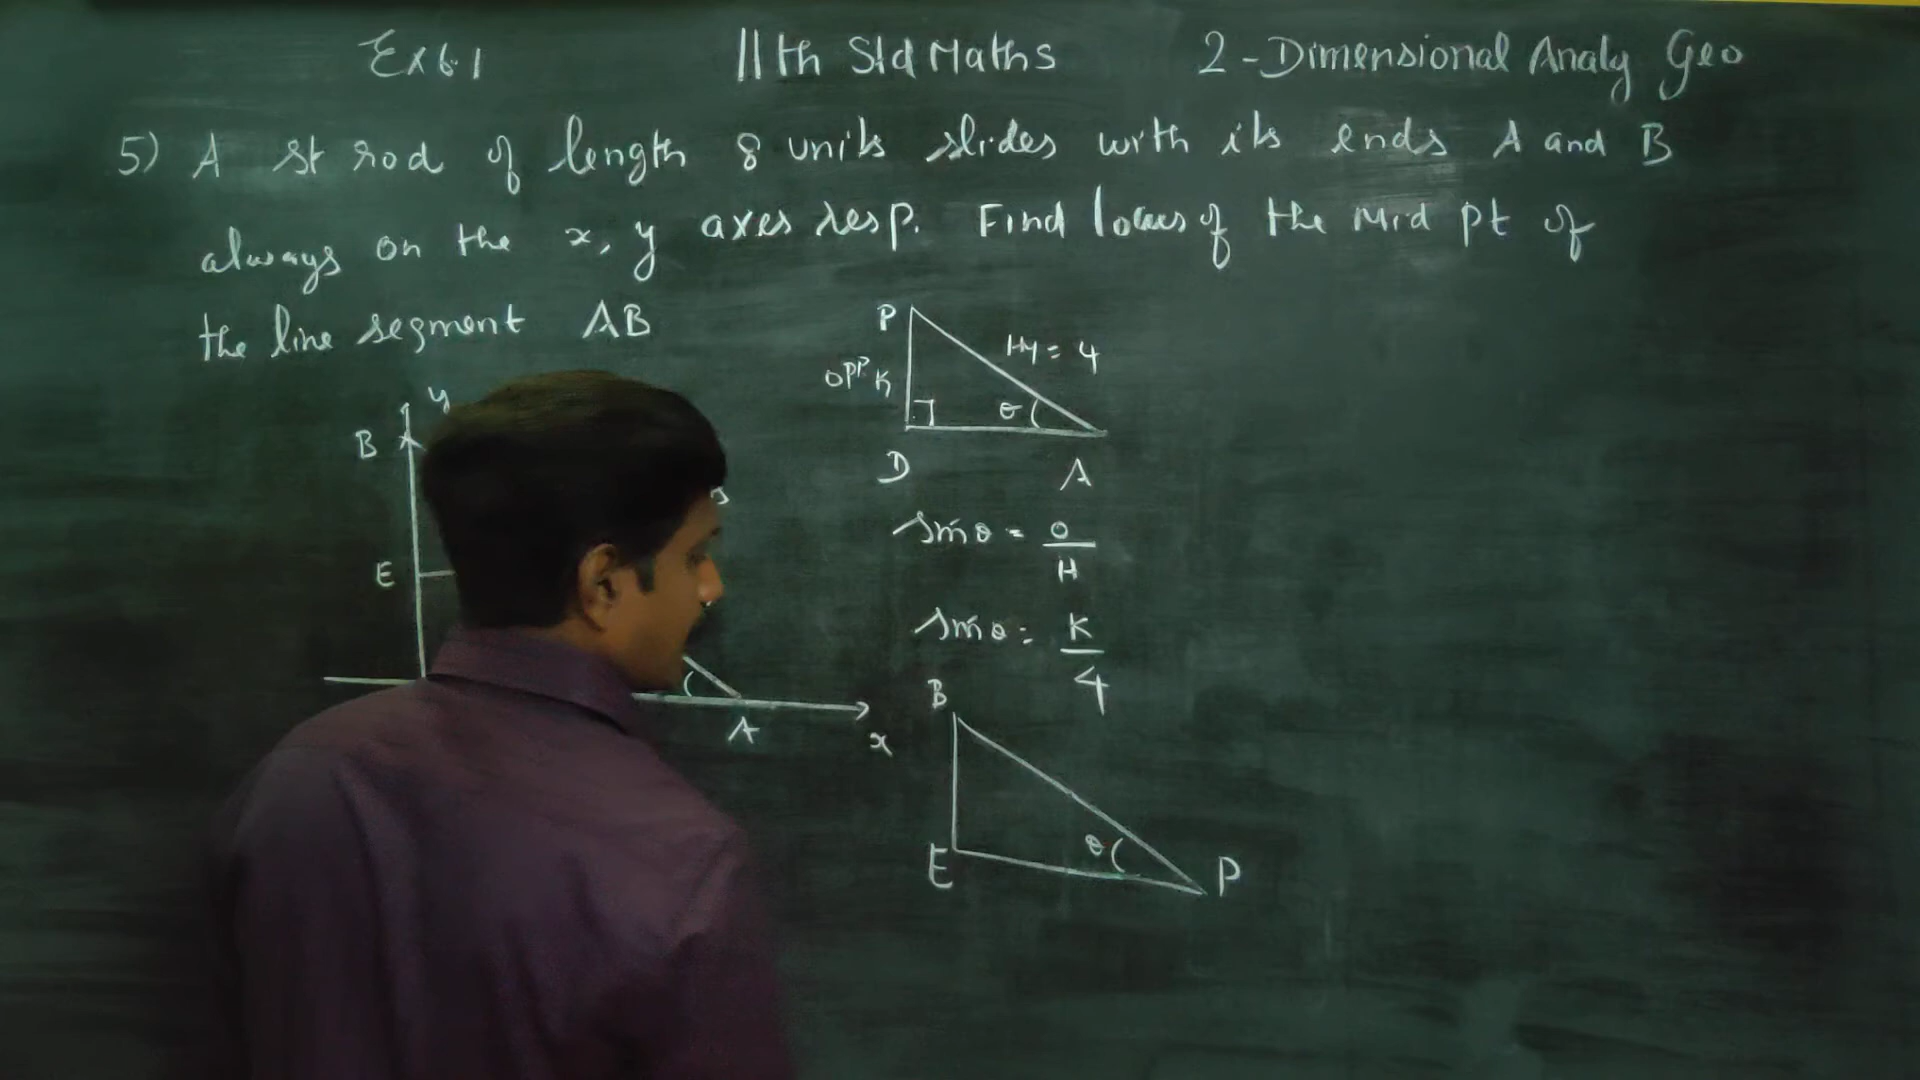 Ex 6.1 11th Std Maths 2-Dimensional Analy Geo
5) A st rod of length 8 units slides with its ends A and B
always on the x, y axes resp. Find locus of the Mid pt of
the line segment AB
P
Hy = 4
opp K
θ
D A
sin θ = O/H
sin θ = K/4
y
B
E
A
x
B
θ
E P